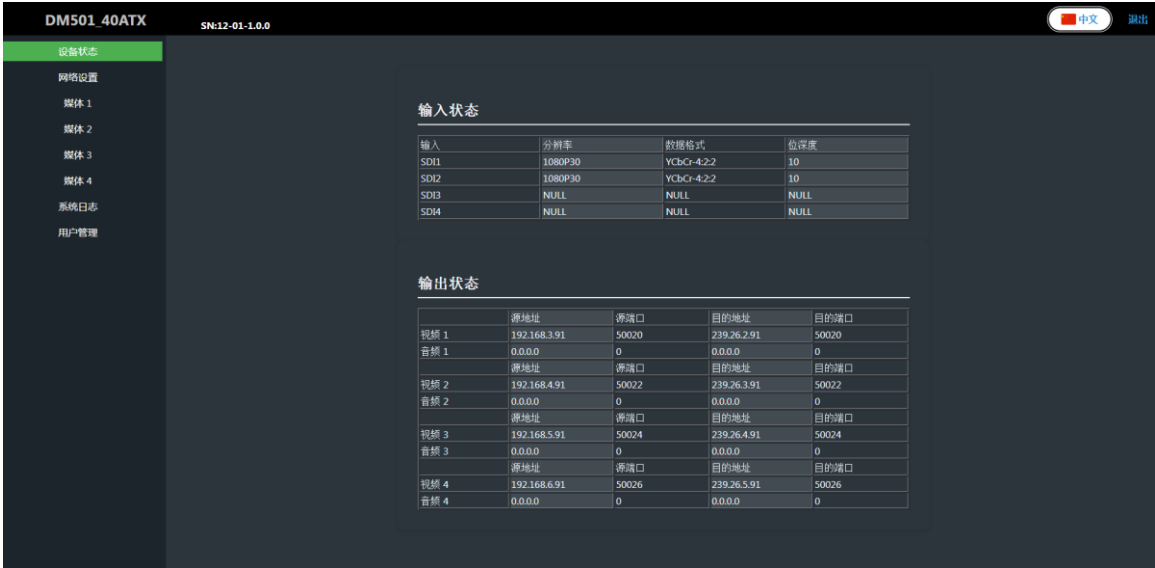 DM501_40ATX
SN:12-01-1.0.0
中文
退出
设备状态
网络设置
媒体 1
媒体 2
媒体 3
媒体 4
系统日志
用户管理
输入状态
输入 分辨率 数据格式 位深度
SDI1 1080P30 YCbCr-4:2:2 10
SDI2 1080P30 YCbCr-4:2:2 10
SDI3 NULL NULL NULL
SDI4 NULL NULL NULL
输出状态
源地址 源端口 目的地址 目的端口
视频 1 192.168.3.91 50020 239.26.2.91 50020
音频 1 0.0.0.0 0 0.0.0.0 0
源地址 源端口 目的地址 目的端口
视频 2 192.168.4.91 50022 239.26.3.91 50022
音频 2 0.0.0.0 0 0.0.0.0 0
源地址 源端口 目的地址 目的端口
视频 3 192.168.5.91 50024 239.26.4.91 50024
音频 3 0.0.0.0 0 0.0.0.0 0
源地址 源端口 目的地址 目的端口
视频 4 192.168.6.91 50026 239.26.5.91 50026
音频 4 0.0.0.0 0 0.0.0.0 0